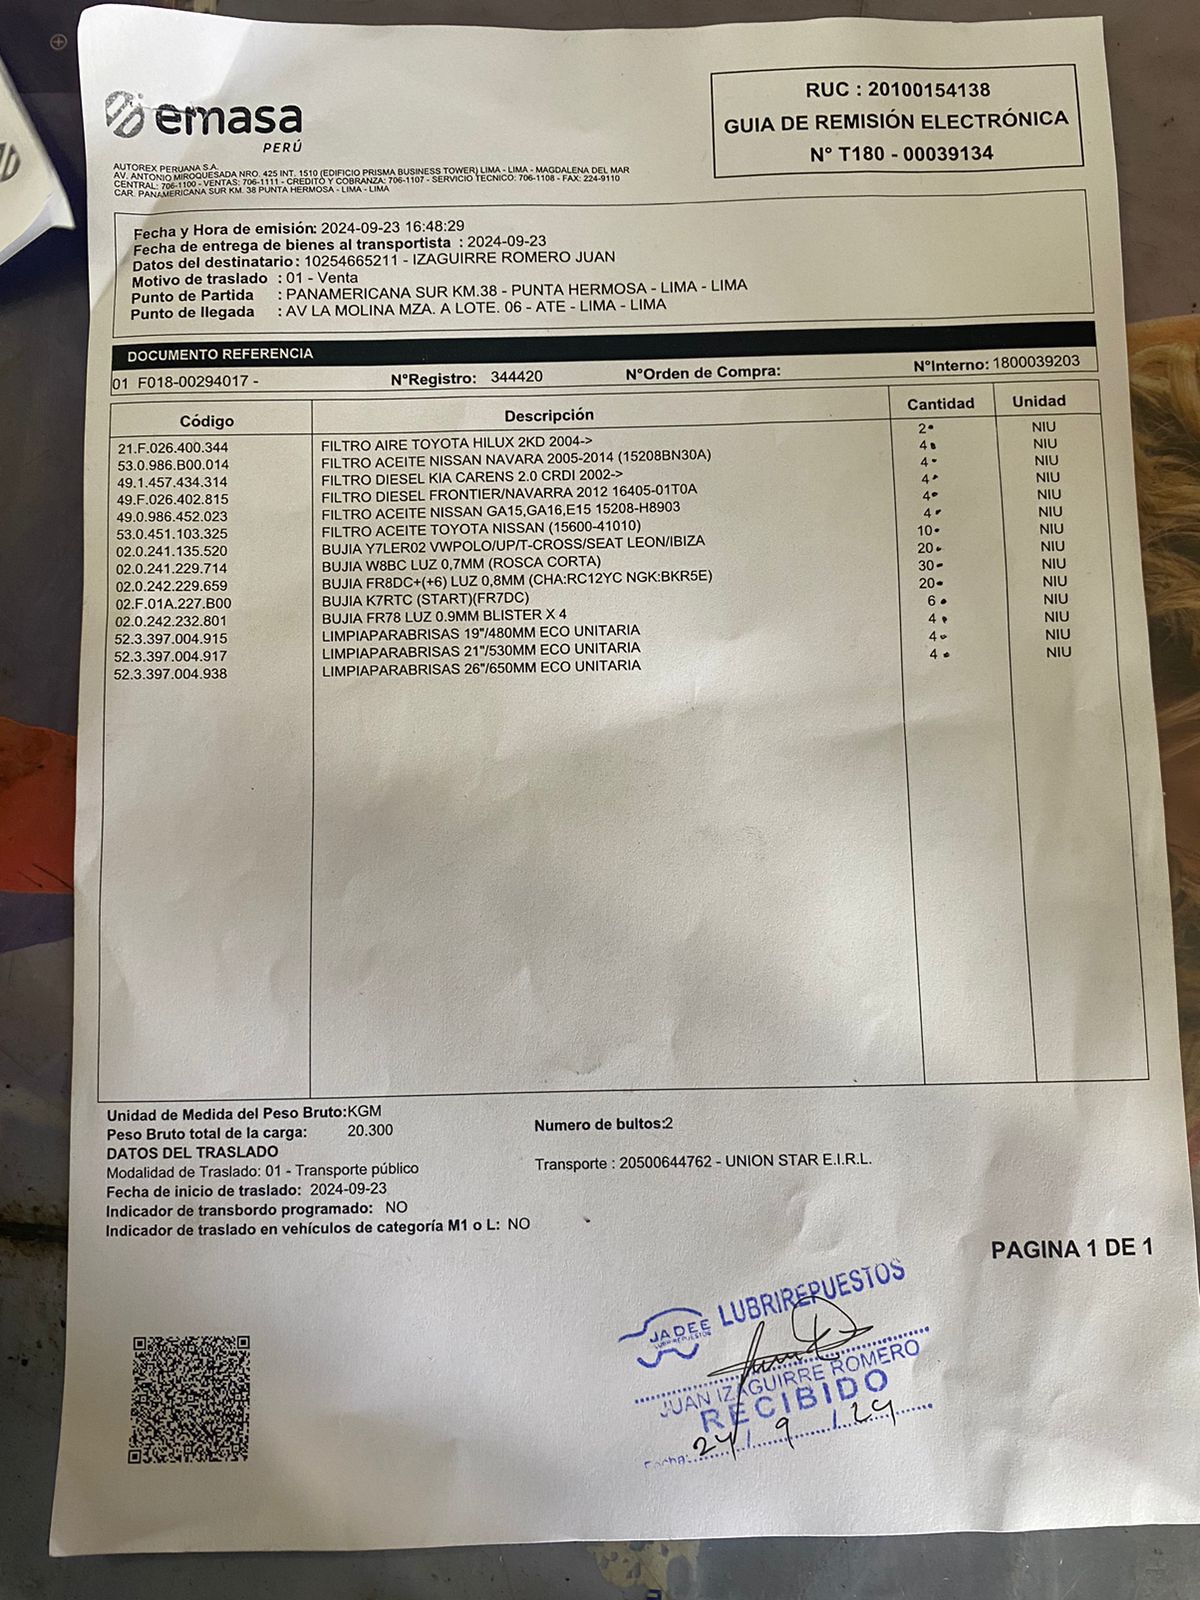 emasa
PERÚ
RUC : 20100154138
GUIA DE REMISIÓN ELECTRÓNICA
N° T180 - 00039134
AUTOREX PERUANA S.A.
AV. ANTONIO MIROQUESADA NRO. 425 INT. 1510 (EDIFICIO PRISMA BUSINESS TOWER) LIMA - LIMA - MAGDALENA DEL MAR
CENTRAL: 706-1100 - VENTAS: 706-1111 - CREDITO Y COBRANZA: 706-1107 - SERVICIO TECNICO: 706-1108 - FAX: 224-9110
CAR. PANAMERICANA SUR KM. 38 PUNTA HERMOSA - LIMA - LIMA
Fecha y Hora de emisión: 2024-09-23 16:48:29
Fecha de entrega de bienes al transportista : 2024-09-23
Datos del destinatario : 10254665211 - IZAGUIRRE ROMERO JUAN
Motivo de traslado : 01 - Venta
Punto de Partida : PANAMERICANA SUR KM.38 - PUNTA HERMOSA - LIMA - LIMA
Punto de llegada : AV LA MOLINA MZA. A LOTE. 06 - ATE - LIMA - LIMA
DOCUMENTO REFERENCIA
01 F018-00294017 - N°Registro: 344420 N°Orden de Compra: N°Interno: 1800039203
Código Descripción Cantidad Unidad
21.F.026.400.344 FILTRO AIRE TOYOTA HILUX 2KD 2004-> 2 NIU
53.0.986.B00.014 FILTRO ACEITE NISSAN NAVARA 2005-2014 (15208BN30A) 4 NIU
49.1.457.434.314 FILTRO DIESEL KIA CARENS 2.0 CRDI 2002-> 4 NIU
49.F.026.402.815 FILTRO DIESEL FRONTIER/NAVARRA 2012 16405-01T0A 4 NIU
49.0.986.452.023 FILTRO ACEITE NISSAN GA15,GA16,E15 15208-H8903 4 NIU
53.0.451.103.325 FILTRO ACEITE TOYOTA NISSAN (15600-41010) 4 NIU
02.0.241.135.520 BUJIA Y7LER02 VWPOLO/UP/T-CROSS/SEAT LEON/IBIZA 10 NIU
02.0.241.229.714 BUJIA W8BC LUZ 0,7MM (ROSCA CORTA) 20 NIU
02.0.242.229.659 BUJIA FR8DC+(+6) LUZ 0,8MM (CHA:RC12YC NGK:BKR5E) 30 NIU
02.F.01A.227.B00 BUJIA K7RTC (START)(FR7DC) 20 NIU
02.0.242.232.801 BUJIA FR78 LUZ 0.9MM BLISTER X 4 6 NIU
52.3.397.004.915 LIMPIAPARABRISAS 19"/480MM ECO UNITARIA 4 NIU
52.3.397.004.917 LIMPIAPARABRISAS 21"/530MM ECO UNITARIA 4 NIU
52.3.397.004.938 LIMPIAPARABRISAS 26"/650MM ECO UNITARIA 4 NIU
Unidad de Medida del Peso Bruto:KGM
Peso Bruto total de la carga: 20.300 Numero de bultos:2
DATOS DEL TRASLADO
Modalidad de Traslado: 01 - Transporte público Transporte : 20500644762 - UNION STAR E.I.R.L.
Fecha de inicio de traslado: 2024-09-23
Indicador de transbordo programado: NO
Indicador de traslado en vehículos de categoría M1 o L: NO
PAGINA 1 DE 1
JADEE LUBRIREPUESTOS
JUAN IZAGUIRRE ROMERO
RECIBIDO
Fecha: 24/9/24